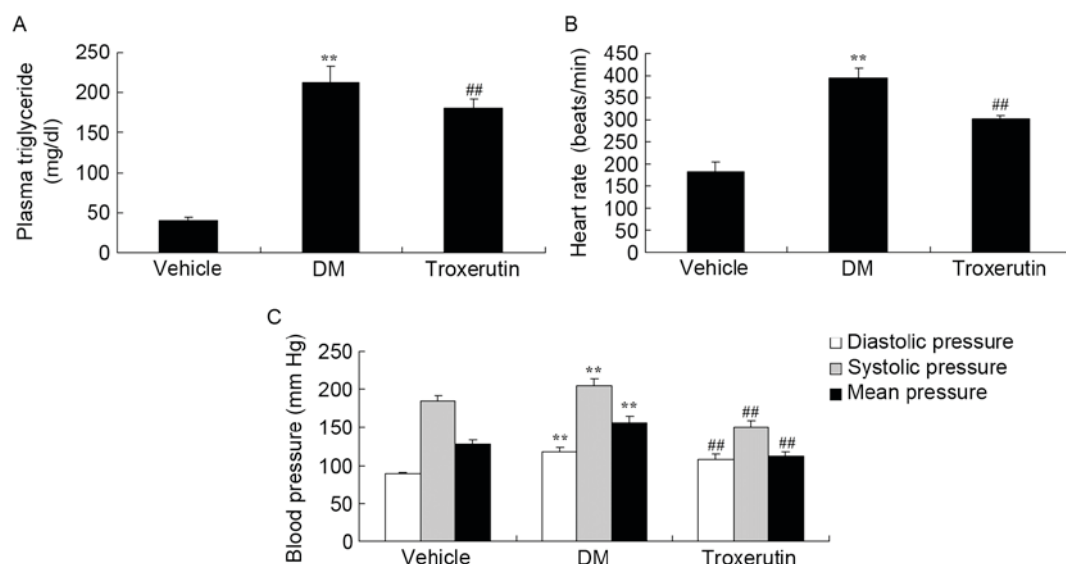 A
Plasma triglyceride
(mg/dl)
250
200
150
100
50
0
**
##
Vehicle
DM
Troxerutin
B
Heart rate (beats/min)
450
400
350
300
250
200
150
100
50
0
**
##
Vehicle
DM
Troxerutin
C
Blood pressure (mm Hg)
250
200
150
100
50
0
**
**
**
##
##
##
Vehicle
DM
Troxerutin
Diastolic pressure
Systolic pressure
Mean pressure